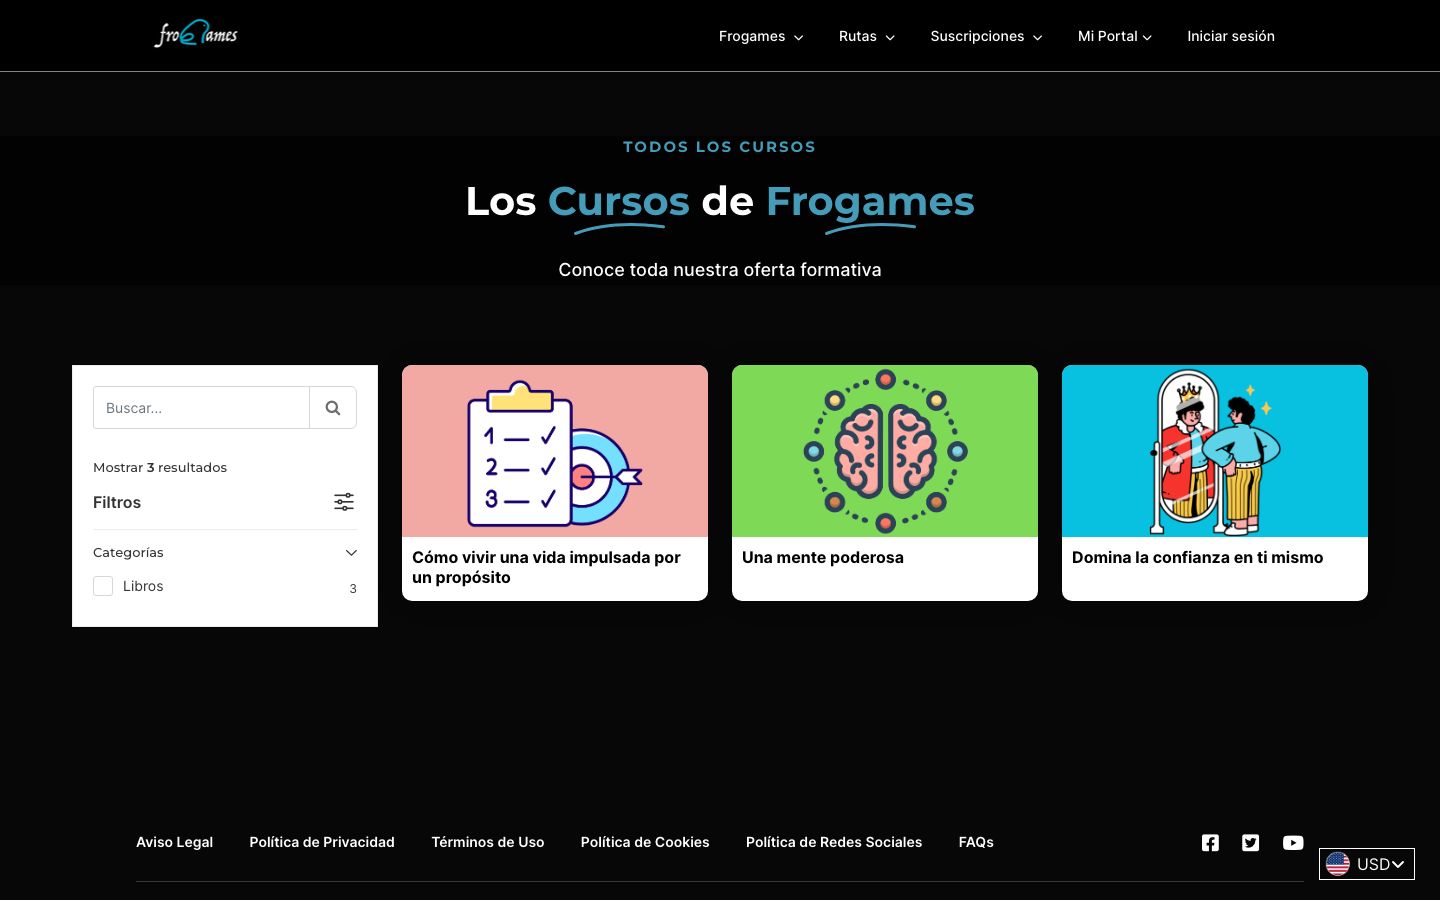 froGames
Frogames
Rutas
Suscripciones
Mi Portal
Iniciar sesión
TODOS LOS CURSOS
Los Cursos de Frogames
Conoce toda nuestra oferta formativa
Buscar...
Mostrar 3 resultados
Filtros
Categorías
Libros
3
1
2
3
Cómo vivir una vida impulsada por
un propósito
Una mente poderosa
Domina la confianza en ti mismo
Aviso Legal
Política de Privacidad
Términos de Uso
Política de Cookies
Política de Redes Sociales
FAQs
USD